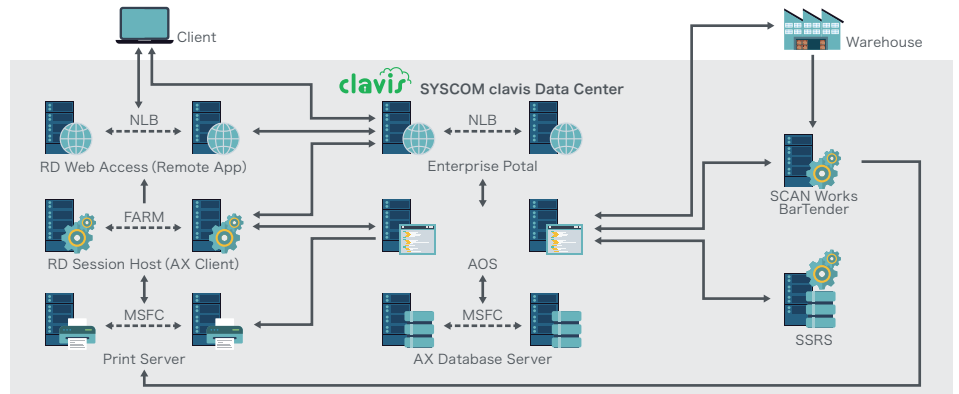 Client
Warehouse
clavis SYSCOM clavis Data Center
NLB
NLB
RD Web Access (Remote App)
Enterprise Potal
SCAN Works
BarTender
FARM
RD Session Host (AX Client)
AOS
MSFC
MSFC
SSRS
Print Server
AX Database Server